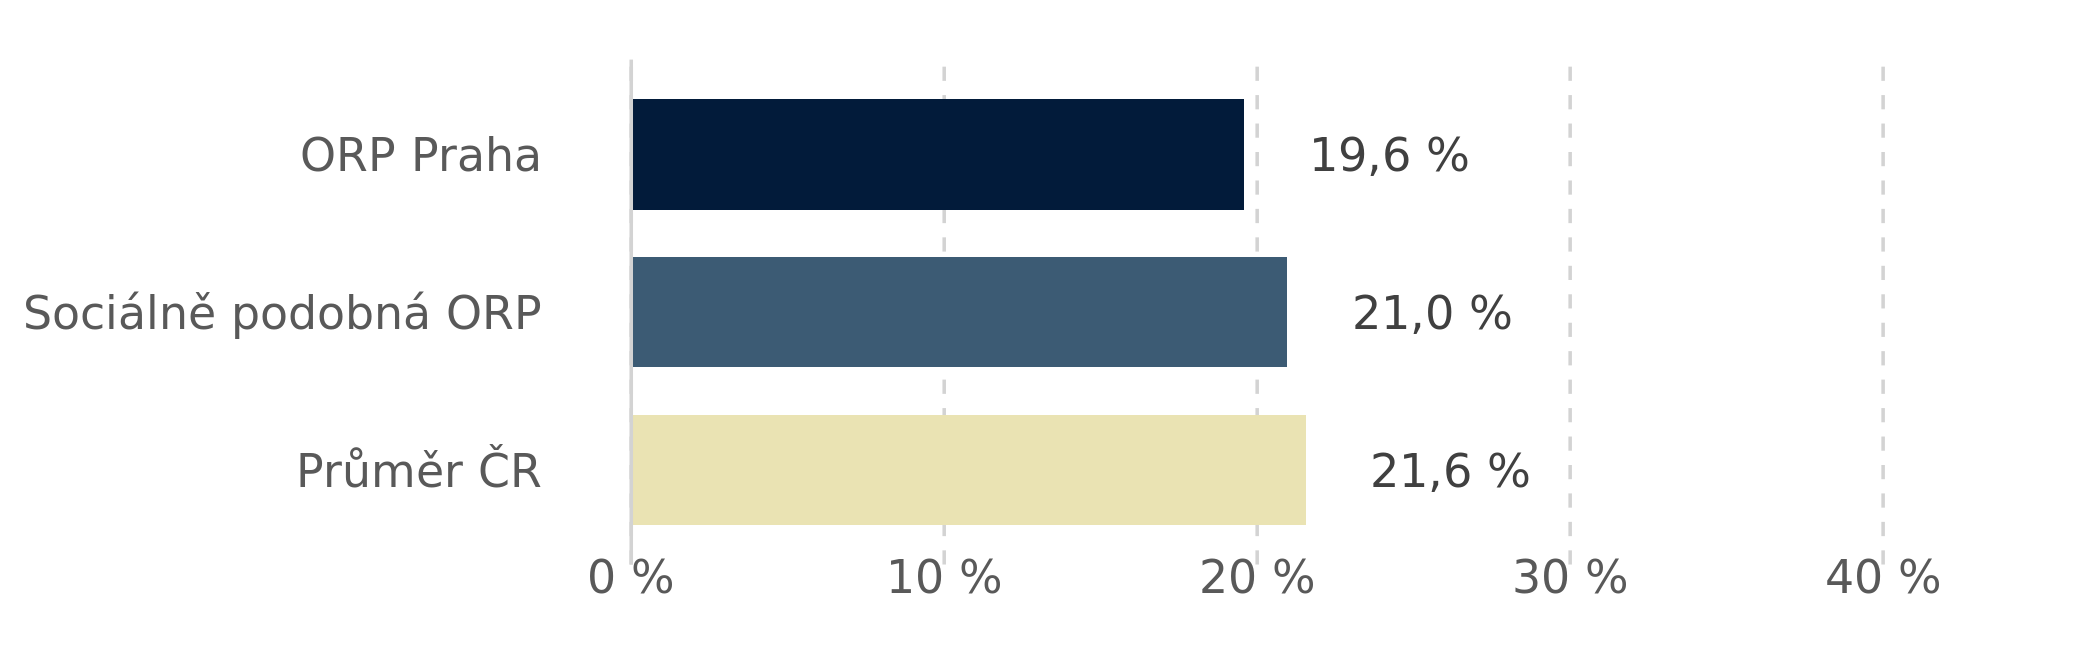 ORP Praha
19,6 %
Sociálně podobná ORP
21,0 %
Průměr ČR
21,6 %
0 %
10 %
20 %
30 %
40 %